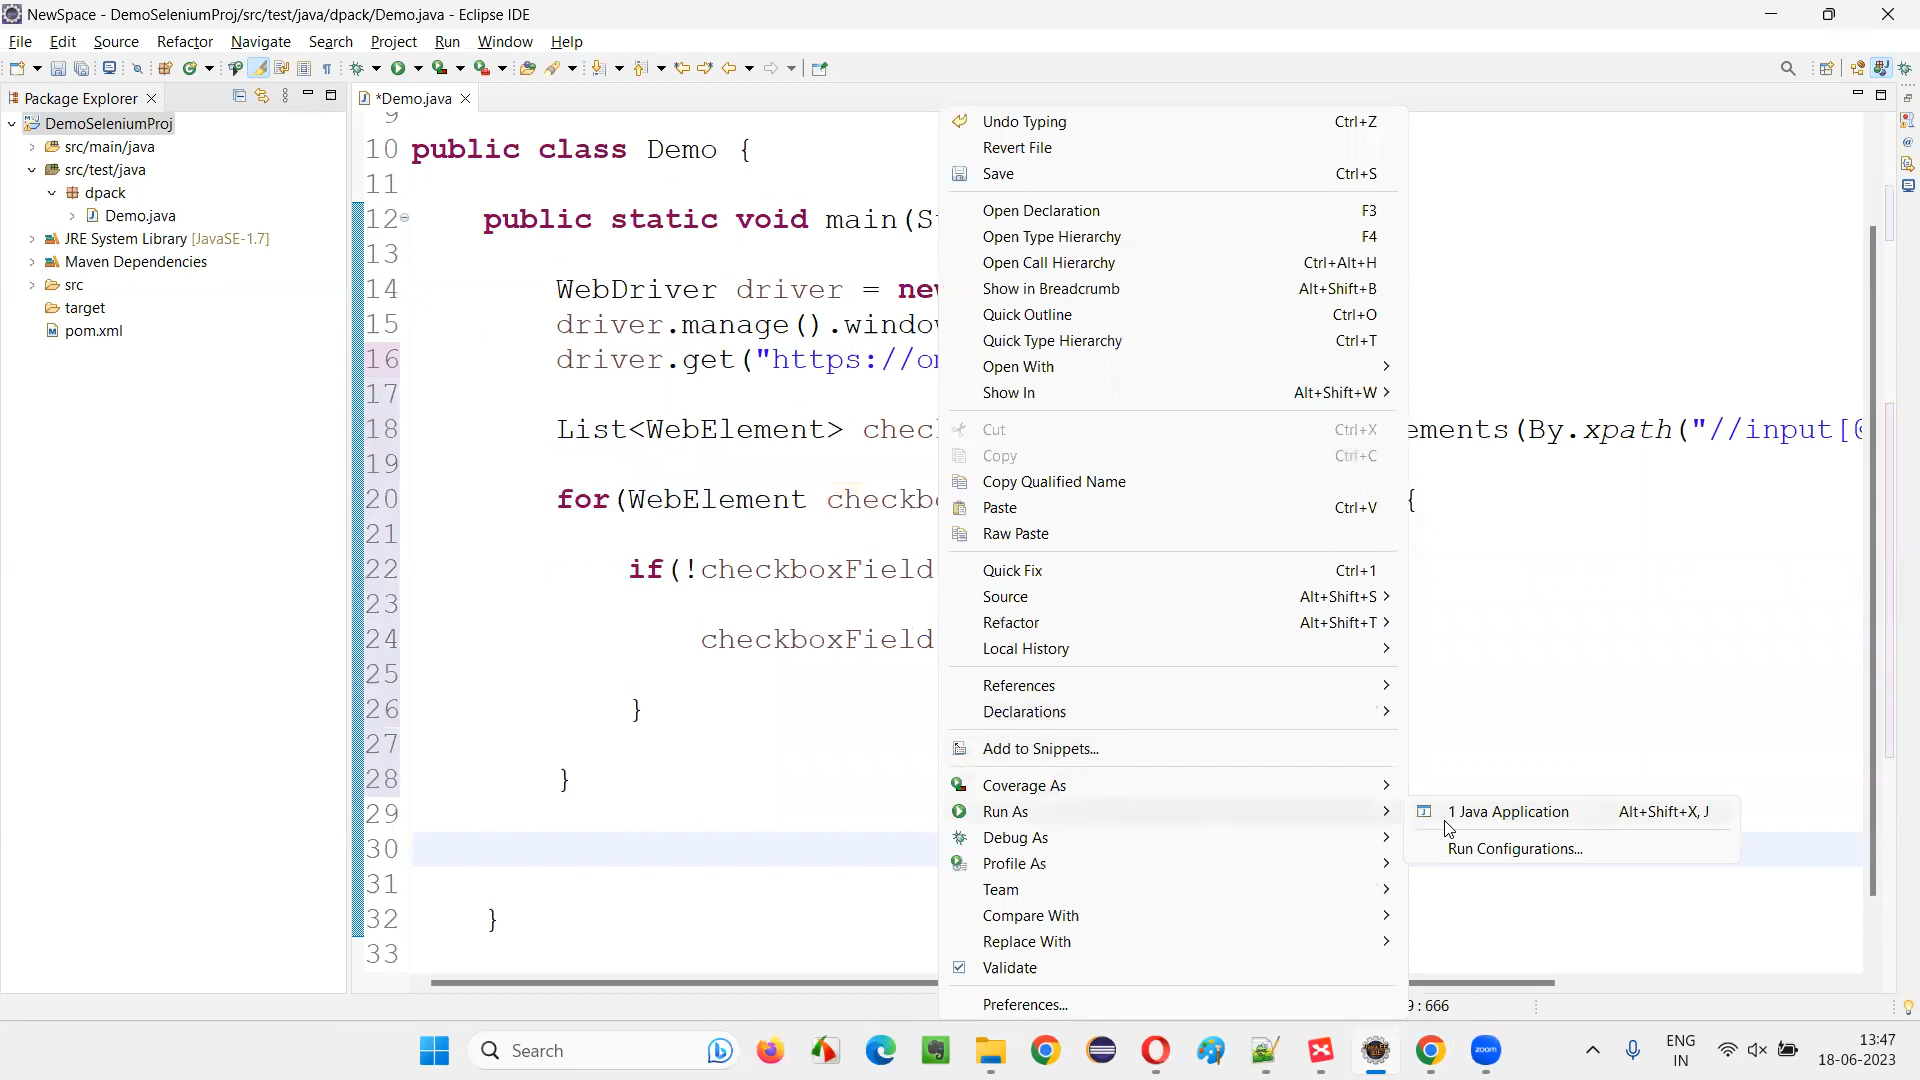 NewSpace - DemoSeleniumProj/src/test/java/dpack/Demo.java - Eclipse IDE
File Edit Source Refactor Navigate Search Project Run Window Help
Package Explorer
DemoSeleniumProj
src/main/java
src/test/java
dpack
Demo.java
JRE System Library [JavaSE-1.7]
Maven Dependencies
src
target
pom.xml
*Demo.java
9
10 public class Demo {
11
12 public static void main(S
13
14 WebDriver driver = new
15 driver.manage().window
16 driver.get("https://o
17
18 List<WebElement> chec ements(By.xpath("//input[@
19
20 for(WebElement checkb {
21
22 if(!checkboxField
23
24 checkboxField
25
26 }
27
28 }
29
30
31
32 }
33
Undo Typing Ctrl+Z
Revert File
Save Ctrl+S
Open Declaration F3
Open Type Hierarchy F4
Open Call Hierarchy Ctrl+Alt+H
Show in Breadcrumb Alt+Shift+B
Quick Outline Ctrl+O
Quick Type Hierarchy Ctrl+T
Open With
Show In Alt+Shift+W
Cut Ctrl+X
Copy Ctrl+C
Copy Qualified Name
Paste Ctrl+V
Raw Paste
Quick Fix Ctrl+1
Source Alt+Shift+S
Refactor Alt+Shift+T
Local History
References
Declarations
Add to Snippets...
Coverage As
Run As
Debug As
Profile As
Team
Compare With
Replace With
Validate
Preferences...
1 Java Application Alt+Shift+X, J
Run Configurations...
9 : 666
Search
zoom
ENG
IN
13:47
18-06-2023